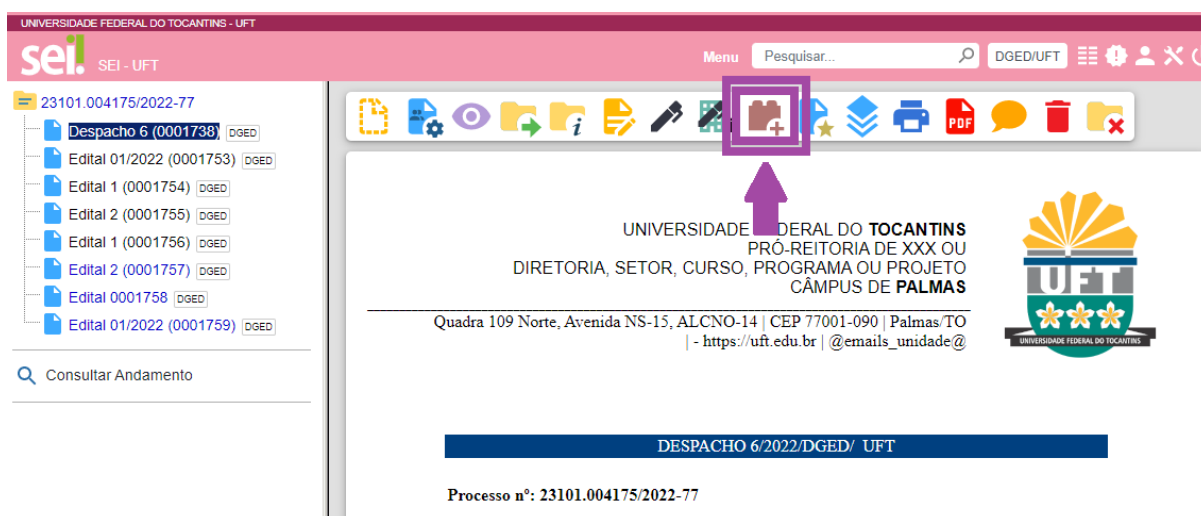 UNIVERSIDADE FEDERAL DO TOCANTINS - UFT
sei!
SEI - UFT
Menu
Pesquisar...
DGED/UFT
23101.004175/2022-77
Despacho 6 (0001738) DGED
Edital 01/2022 (0001753) DGED
Edital 1 (0001754) DGED
Edital 2 (0001755) DGED
Edital 1 (0001756) DGED
Edital 2 (0001757) DGED
Edital 0001758 DGED
Edital 01/2022 (0001759) DGED
Consultar Andamento
PDF
UNIVERSIDADE DERAL DO TOCANTINS
PRÓ-REITORIA DE XXX OU
DIRETORIA, SETOR, CURSO, PROGRAMA OU PROJETO
CÂMPUS DE PALMAS
Quadra 109 Norte, Avenida NS-15, ALCNO-14 | CEP 77001-090 | Palmas/TO
| - https://uft.edu.br | @emails_unidade@
UFT
UNIVERSIDADE FEDERAL DO TOCANTINS
DESPACHO 6/2022/DGED/ UFT
Processo nº: 23101.004175/2022-77